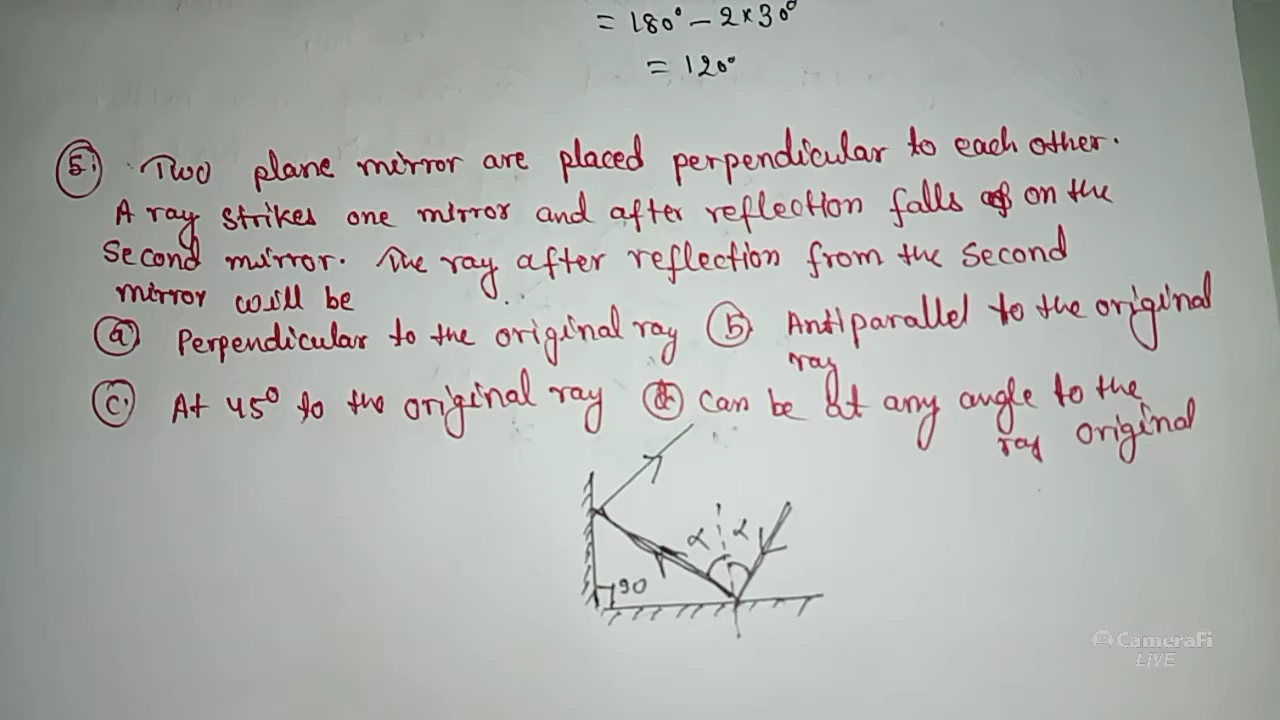 = 180° - 2 × 30°
= 120°
5. Two plane mirror are placed perpendicular to each other.
A ray strikes one mirror and after reflection falls on the
second mirror. The ray after reflection from the second
mirror will be
a Perpendicular to the original ray b Antiparallel to the original
ray
c At 45° to the original ray d can be at any angle to the
ray original
α α
90
CameraFi
LIVE